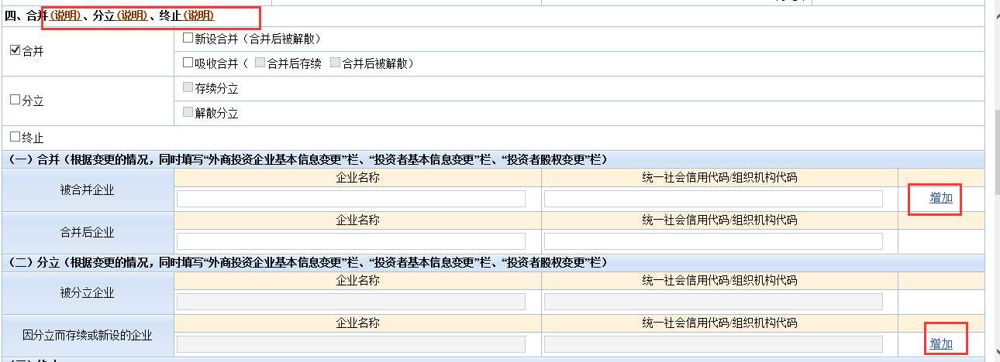 四、合并(说明)、分立(说明)、终止(说明)
合并
新设合并（合并后被解散）
吸收合并（ 合并后存续 合并后被解散）
分立
存续分立
解散分立
终止
（一）合并（根据变更的情况，同时填写“外商投资企业基本信息变更”栏、“投资者基本信息变更”栏、“投资者股权变更”栏）
被合并企业
企业名称 统一社会信用代码/组织机构代码
增加
合并后企业
企业名称 统一社会信用代码/组织机构代码
（二）分立（根据变更的情况，同时填写“外商投资企业基本信息变更”栏、“投资者基本信息变更”栏、“投资者股权变更”栏）
被分立企业
企业名称 统一社会信用代码/组织机构代码
因分立而存续或新设的企业
企业名称 统一社会信用代码/组织机构代码
增加